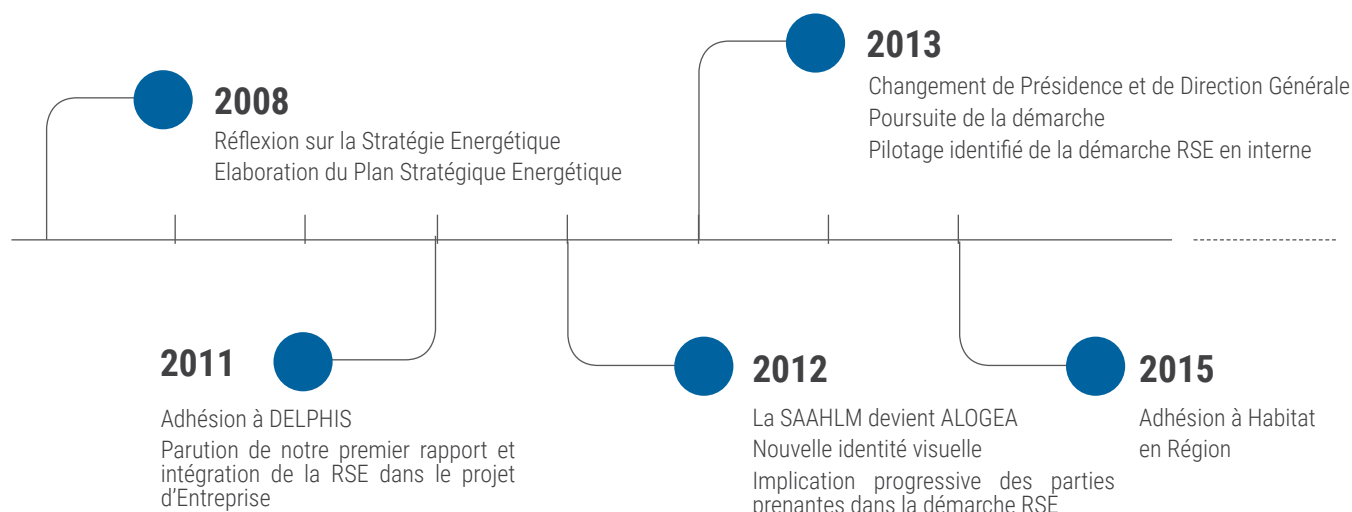 2008
Réflexion sur la Stratégie Energétique
Elaboration du Plan Stratégique Energétique
2013
Changement de Présidence et de Direction Générale
Poursuite de la démarche
Pilotage identifié de la démarche RSE en interne
2011
Adhésion à DELPHIS
Parution de notre premier rapport et
intégration de la RSE dans le projet
d'Entreprise
2012
La SAAHLM devient ALOGEA
Nouvelle identité visuelle
Implication progressive des parties
prenantes dans la démarche RSE
2015
Adhésion à Habitat
en Région